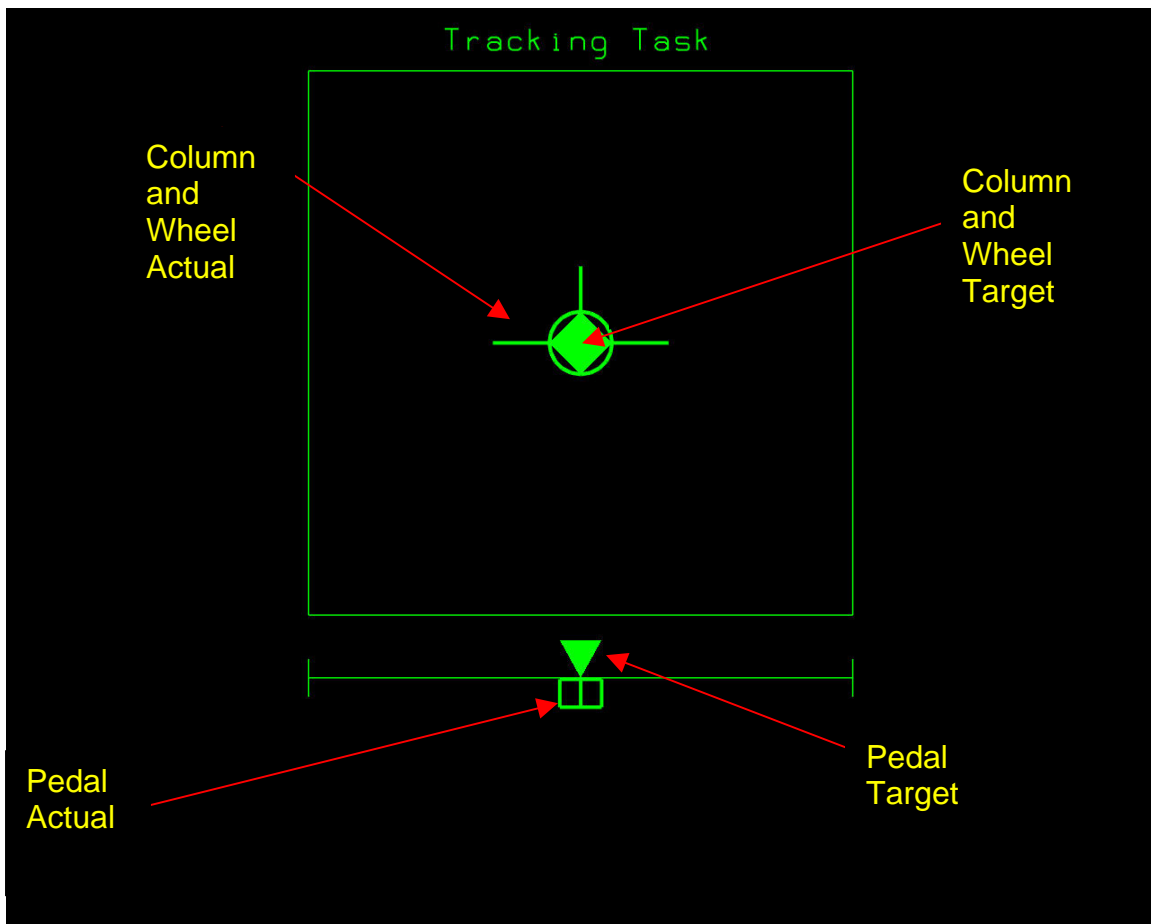 Tracking Task
Column
and
Wheel
Actual
Column
and
Wheel
Target
Pedal
Actual
Pedal
Target